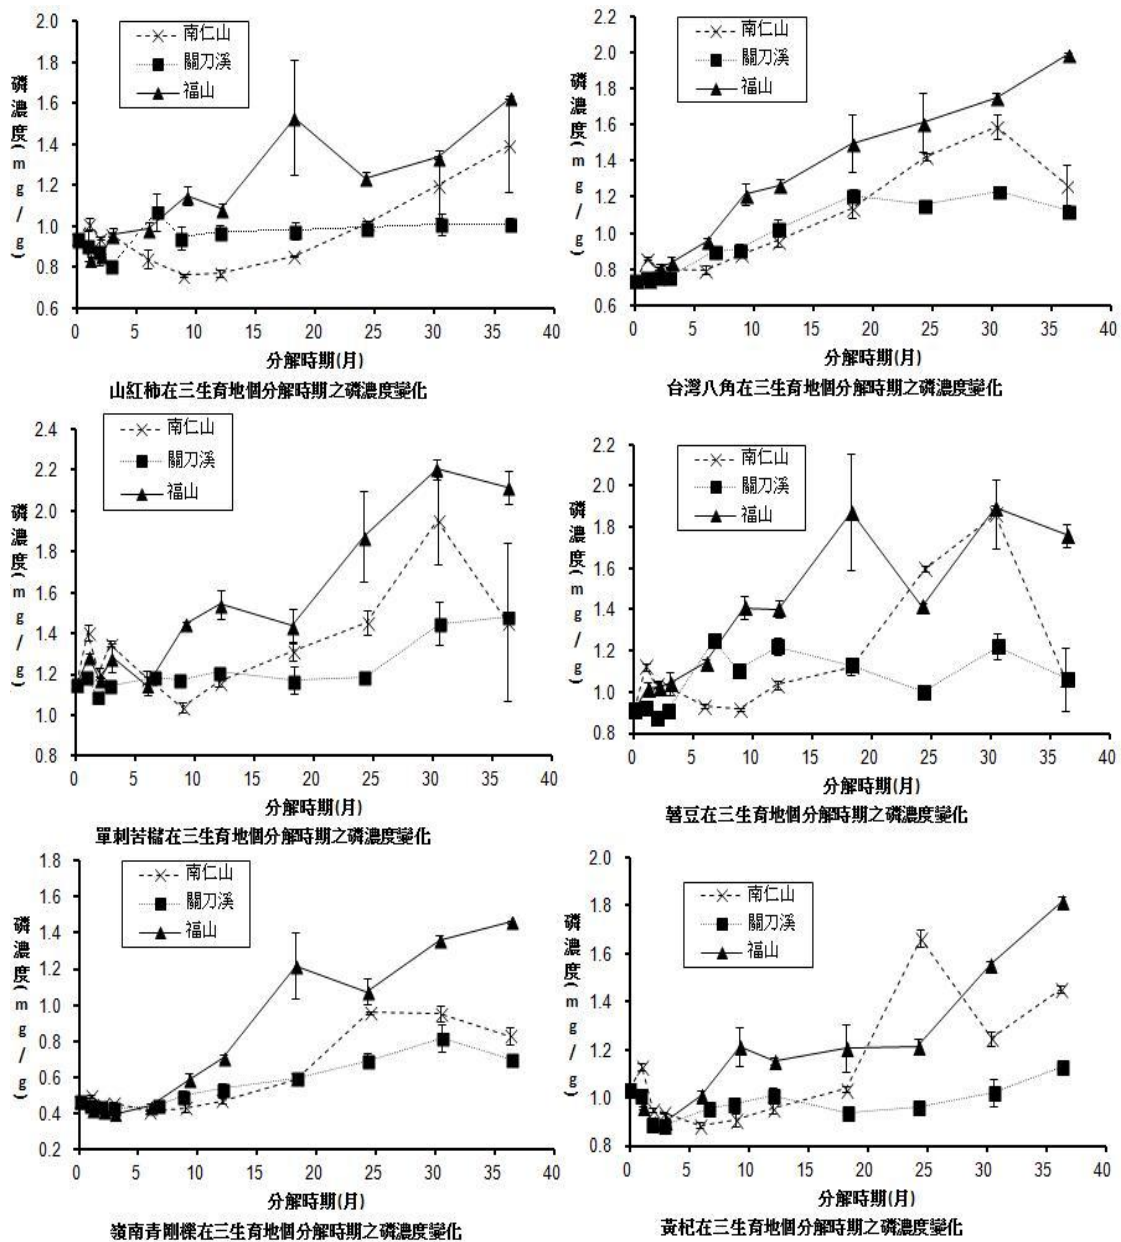 南仁山
關刀溪
福山
磷濃度(mg/g)
2.0
1.8
1.6
1.4
1.2
1.0
0.8
0.6
0 5 10 15 20 25 30 35 40
分解時期(月)
山紅柿在三生育地個分解時期之磷濃度變化
南仁山
關刀溪
福山
磷濃度(mg/g)
2.2
2.0
1.8
1.6
1.4
1.2
1.0
0.8
0.6
0 5 10 15 20 25 30 35 40
分解時期(月)
台灣八角在三生育地個分解時期之磷濃度變化
南仁山
關刀溪
福山
磷濃度(mg/g)
2.4
2.2
2.0
1.8
1.6
1.4
1.2
1.0
0.8
0 5 10 15 20 25 30 35 40
分解時期(月)
單刺苦櫧在三生育地個分解時期之磷濃度變化
南仁山
關刀溪
福山
磷濃度(mg/g)
2.2
2.0
1.8
1.6
1.4
1.2
1.0
0.8
0 5 10 15 20 25 30 35 40
分解時期(月)
薯豆在三生育地個分解時期之磷濃度變化
南仁山
關刀溪
福山
磷濃度(mg/g)
1.8
1.6
1.4
1.2
1.0
0.8
0.6
0.4
0.2
0 5 10 15 20 25 30 35 40
分解時期(月)
嶺南青剛櫟在三生育地個分解時期之磷濃度變化
南仁山
關刀溪
福山
磷濃度(mg/g)
2.0
1.8
1.6
1.4
1.2
1.0
0.8
0 5 10 15 20 25 30 35 40
分解時期(月)
黃杞在三生育地個分解時期之磷濃度變化